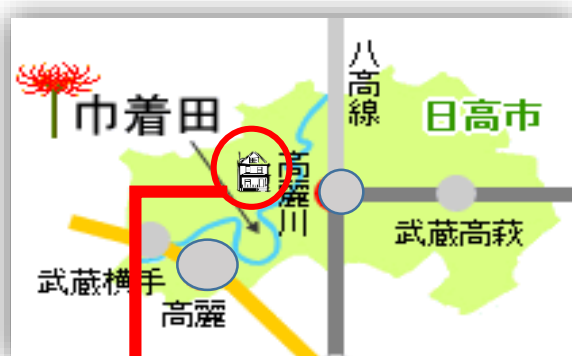 八高線
巾着田
日高市
高麗川
武蔵高萩
武蔵横手
高麗